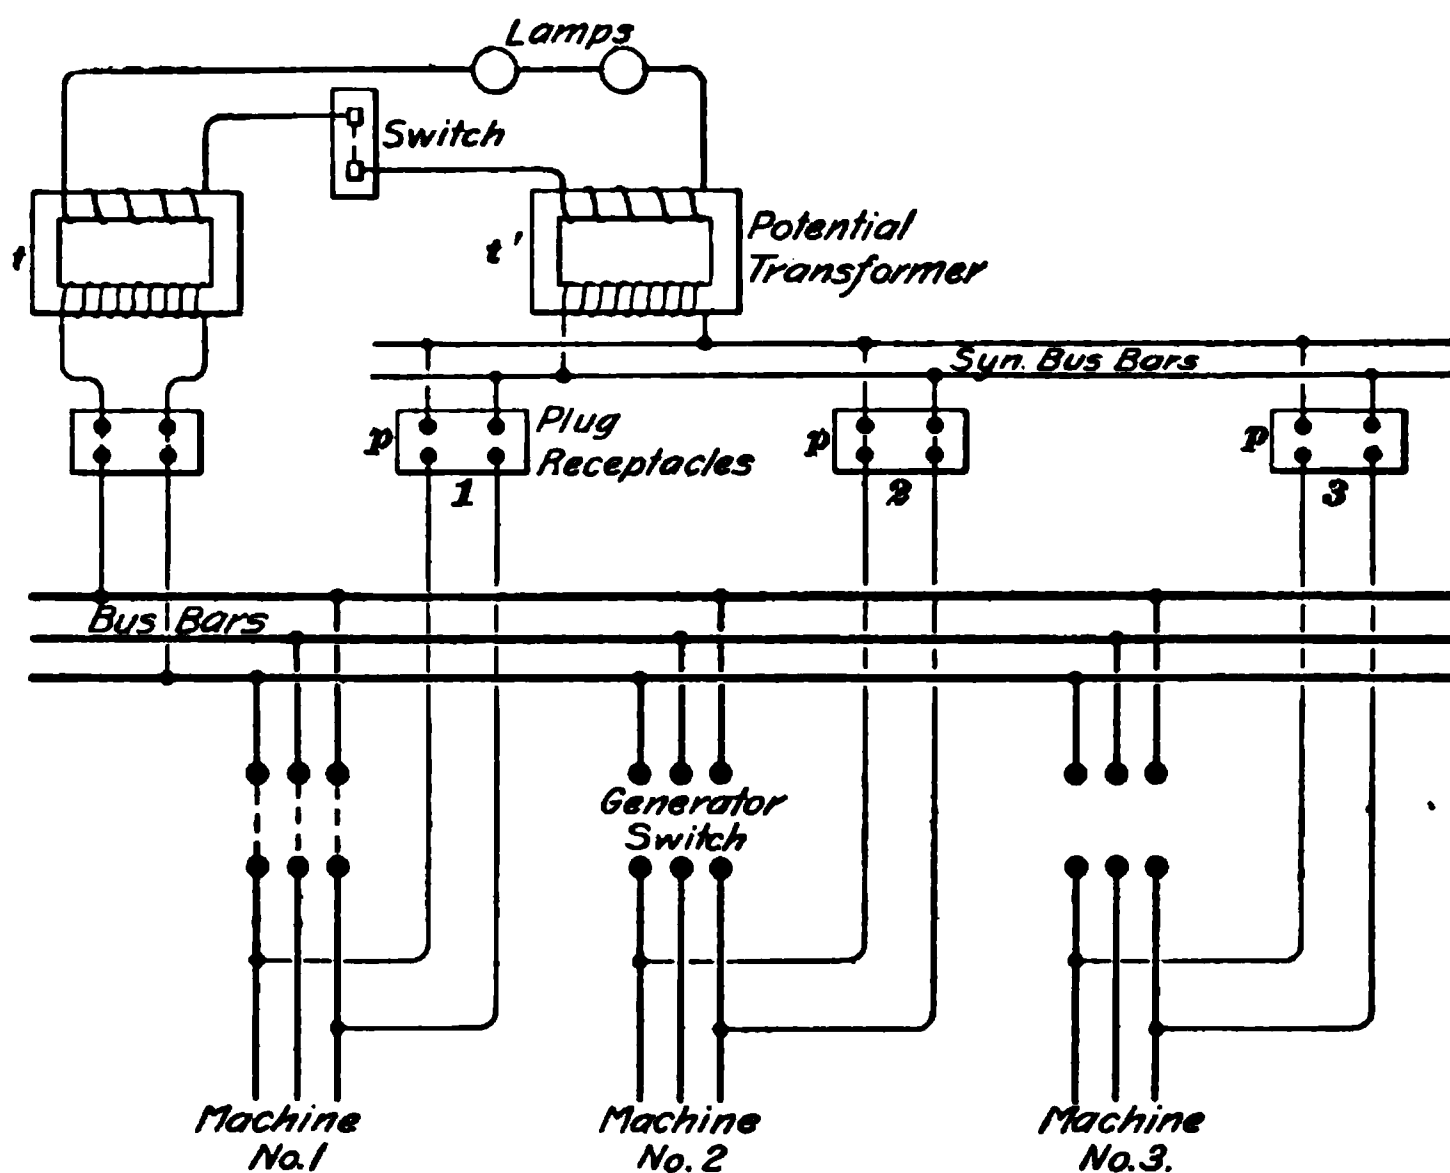 Lamps
Switch
t
t'
Potential
Transformer
Syn. Bus Bars
p
Plug
Receptacles
p
p
1
2
3
Bus Bars
Generator
Switch
Machine
No.1
Machine
No.2
Machine
No.3.